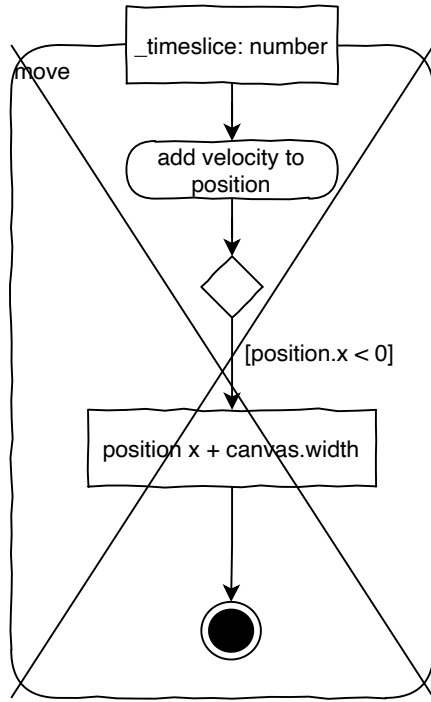 _timeslice: number
move
add velocity to
position
[position.x < 0]
position x + canvas.width